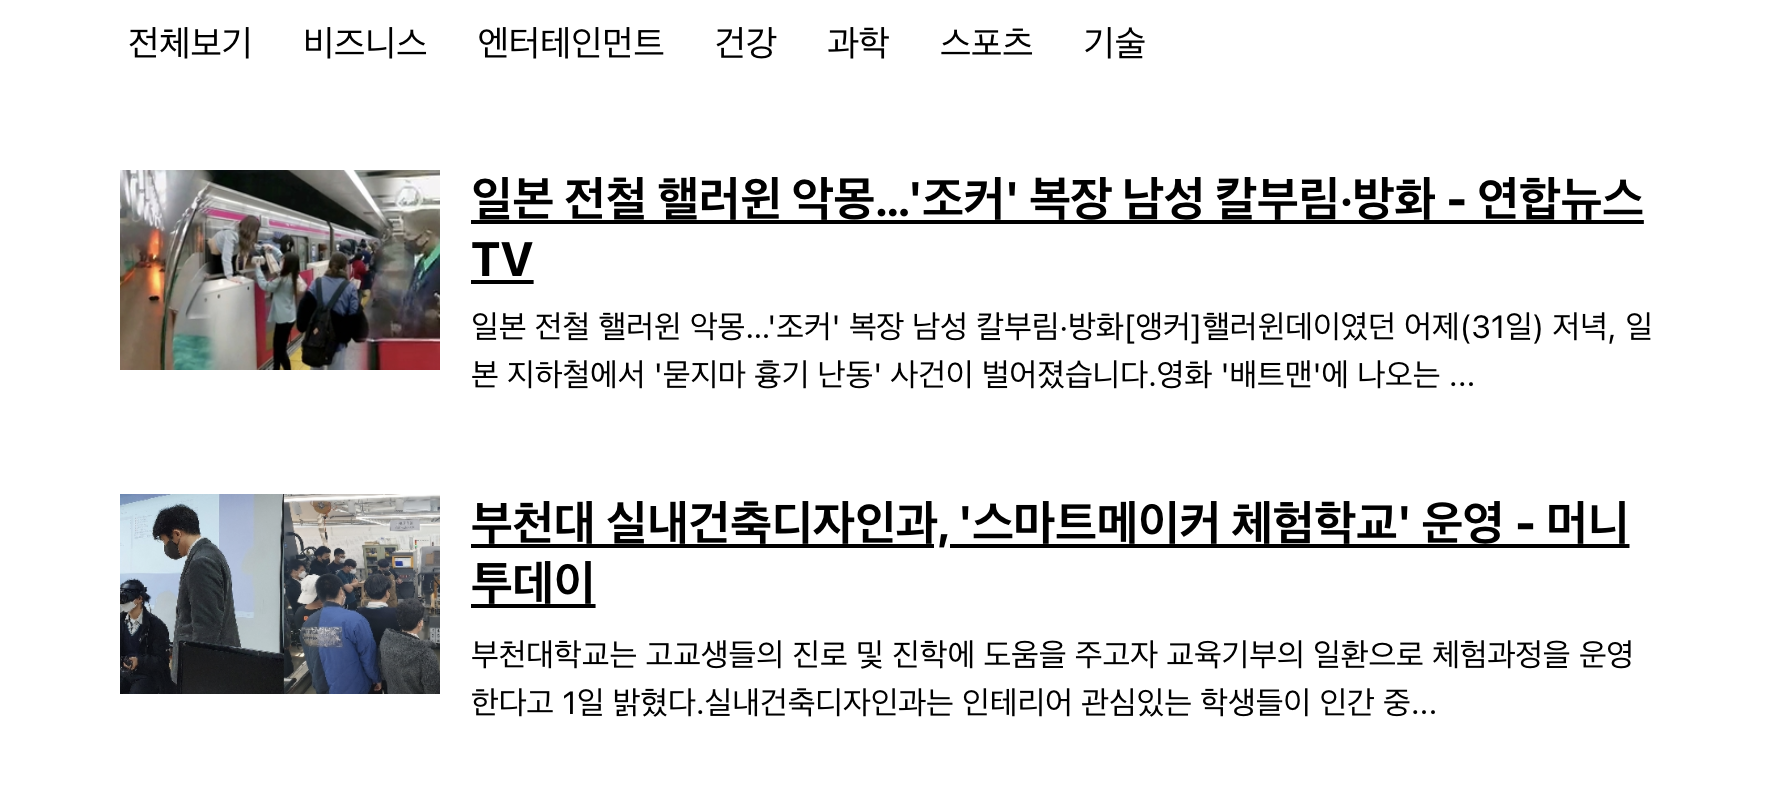 전체보기 비즈니스 엔터테인먼트 건강 과학 스포츠 기술
일본 전철 핼러윈 악몽…'조커' 복장 남성 칼부림·방화 - 연합뉴스
TV
일본 전철 핼러윈 악몽…'조커' 복장 남성 칼부림·방화[앵커]핼러윈데이였던 어제(31일) 저녁, 일
본 지하철에서 '묻지마 흉기 난동' 사건이 벌어졌습니다.영화 '배트맨'에 나오는 ...
부천대 실내건축디자인과, '스마트메이커 체험학교' 운영 - 머니
투데이
부천대학교는 고교생들의 진로 및 진학에 도움을 주고자 교육기부의 일환으로 체험과정을 운영
한다고 1일 밝혔다.실내건축디자인과는 인테리어 관심있는 학생들이 인간 중...